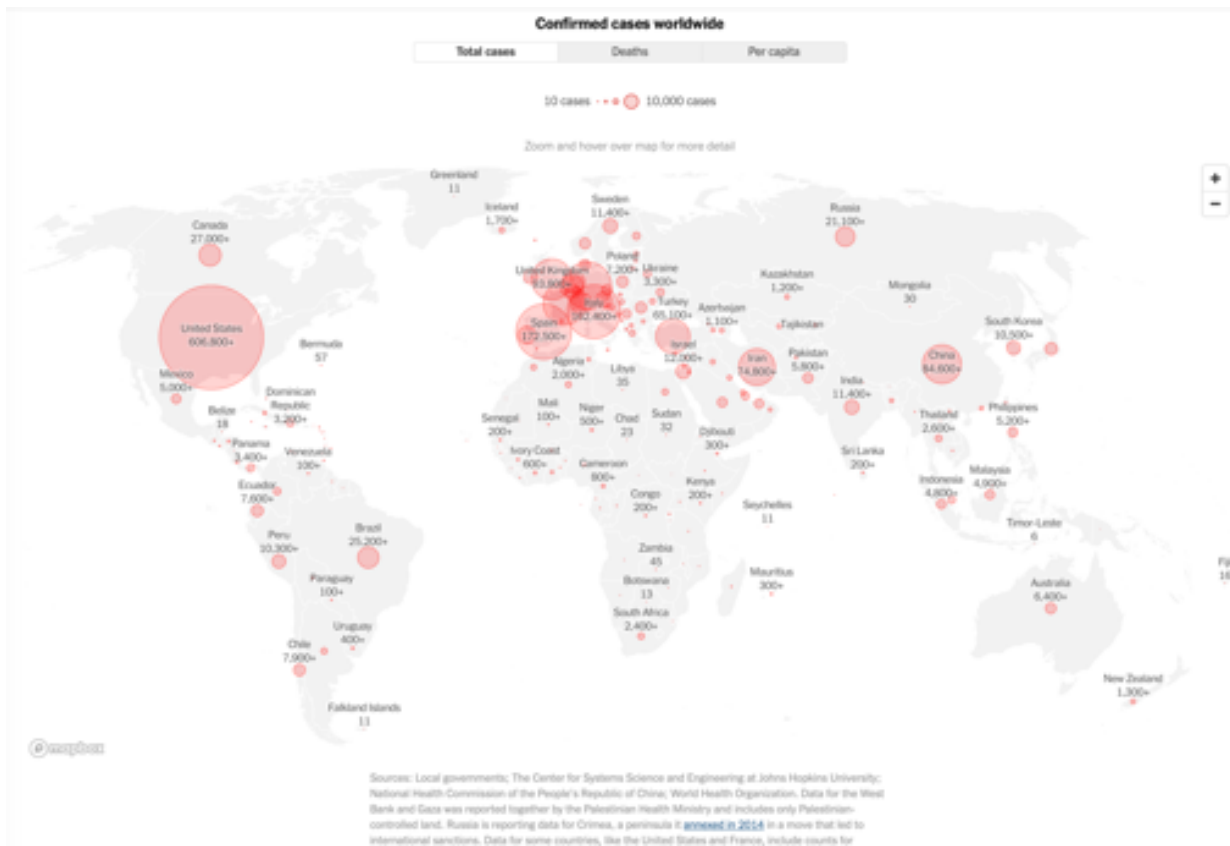 Confirmed cases worldwide
Total cases Deaths Per capita
10 cases 10,000 cases
Zoom and hover over map for more detail
+
−
Greenland
11
Iceland
1,700+
Sweden
11,400+
Russia
21,100+
Canada
27,000+
United Kingdom
93,800+
Poland
7,200+
Ukraine
3,300+
Kazakhstan
1,200+
Mongolia
30
United States
606,800+
Bermuda
57
Spain
172,500+
Italy
162,400+
Turkey
65,100+
Azerbaijan
1,100+
Tajikistan
South Korea
10,500+
Mexico
5,000+
Algeria
2,000+
Libya
35
Israel
12,000+
Iran
74,800+
Pakistan
5,800+
China
84,600+
Dominican
Republic
3,200+
Belize
18
India
11,400+
Senegal
200+
Mali
100+
Niger
500+
Chad
23
Sudan
32
Djibouti
300+
Thailand
2,600+
Philippines
5,200+
Panama
3,400+
Venezuela
100+
Ivory Coast
600+
Cameroon
800+
Sri Lanka
200+
Malaysia
4,900+
Ecuador
7,600+
Congo
200+
Kenya
200+
Seychelles
11
Indonesia
4,800+
Timor-Leste
6
Peru
10,300+
Brazil
25,200+
Zambia
45
Mauritius
300+
Paraguay
100+
Botswana
13
Australia
6,400+
16
Uruguay
400+
South Africa
2,400+
Chile
7,900+
New Zealand
1,300+
Falkland Islands
11
mapbox
Sources: Local governments; The Center for Systems Science and Engineering at Johns Hopkins University;
National Health Commission of the People's Republic of China; World Health Organization. Data for the West
Bank and Gaza was reported together by the Palestinian Health Ministry and includes only Palestinian-
controlled land. Russia is reporting data for Crimea, a peninsula it annexed in 2014 in a move that led to
international sanctions. Data for some countries, like the United States and France, include counts for